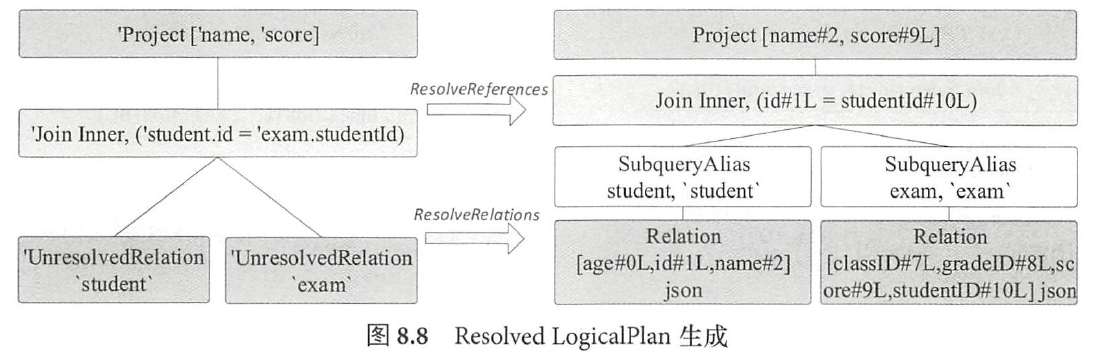 'Project ['name, 'score]
'Join Inner, ('student.id = 'exam.studentId)
'UnresolvedRelation
`student`
'UnresolvedRelation
`exam`
ResolveReferences
ResolveRelations
Project [name#2, score#9L]
Join Inner, (id#1L = studentId#10L)
SubqueryAlias
student, `student`
SubqueryAlias
exam, `exam`
Relation
[age#0L,id#1L,name#2]
json
Relation
[classID#7L,gradeID#8L,sc
ore#9L,studentID#10L] json
图 8.8 Resolved LogicalPlan 生成